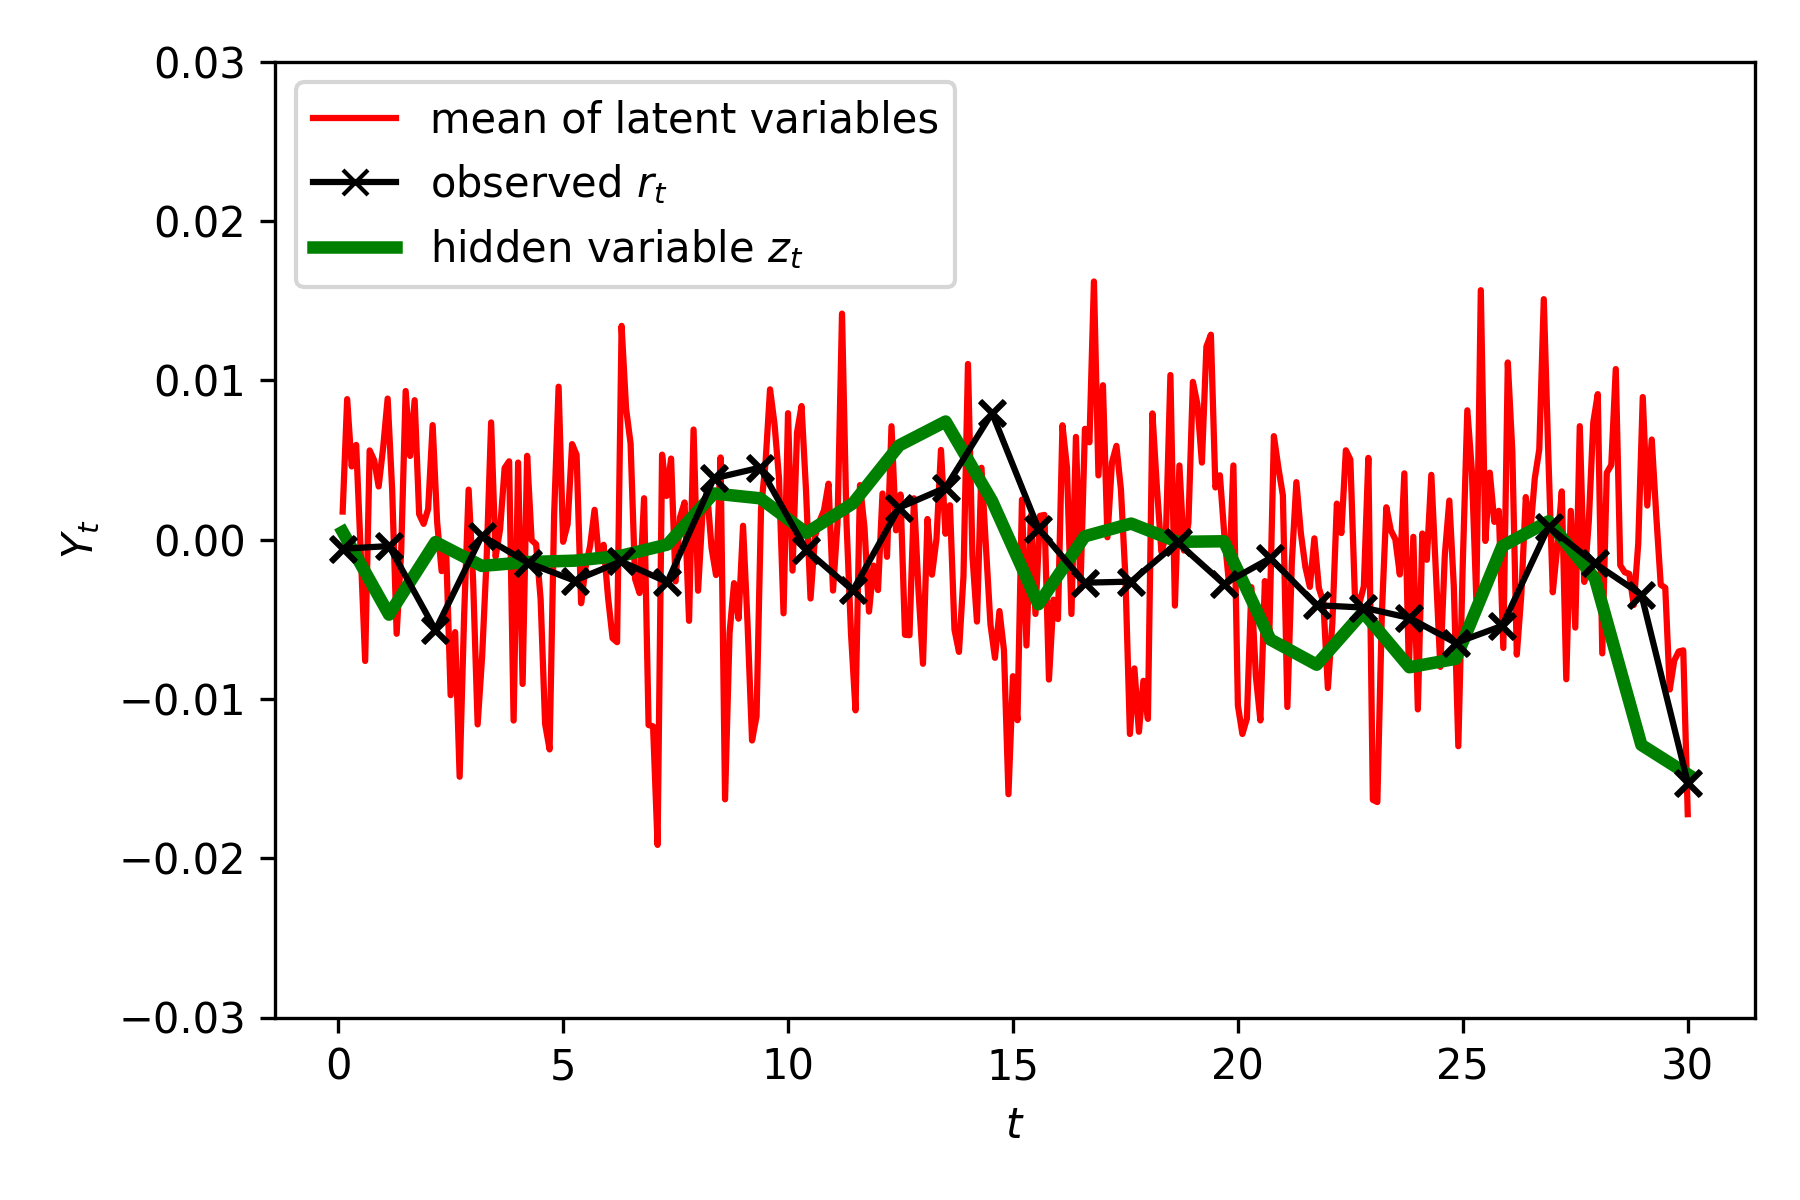 0.03
0.02
0.01
0.00
−0.01
−0.02
−0.03
Y_t
mean of latent variables
observed r_t
hidden variable z_t
0 5 10 15 20 25 30
t